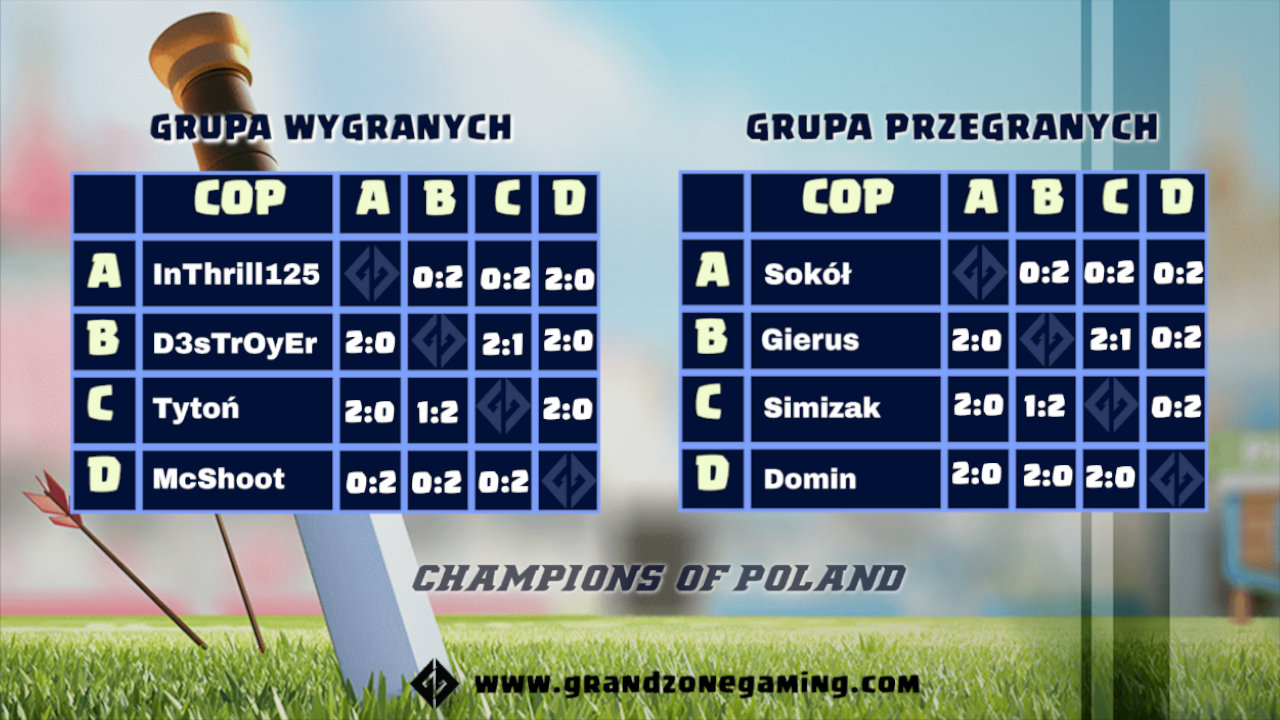 GRUPA WYGRANYCH
COP A B C D
A InThrill125 0:2 0:2 2:0
B D3sTrOyEr 2:0 2:1 2:0
C Tytoń 2:0 1:2 2:0
D McShoot 0:2 0:2 0:2
GRUPA PRZEGRANYCH
COP A B C D
A Sokół 0:2 0:2 0:2
B Gierus 2:0 2:1 0:2
C Simizak 2:0 1:2 0:2
D Domin 2:0 2:0 2:0
CHAMPIONS OF POLAND
www.grandzonegaming.com